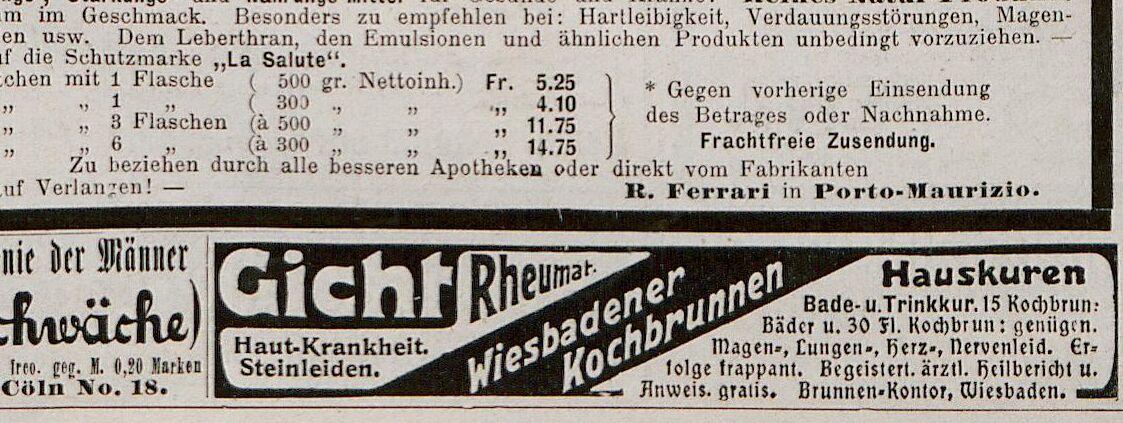 im im Geschmack. Besonders zu empfehlen bei: Hartleibigkeit, Verdauungsstörungen, Magen-
en usw. Dem Leberthran, den Emulsionen und ähnlichen Produkten unbedingt vorzuziehen. —
uf die Schutzmarke „La Salute“.
tchen mit 1 Flasche ( 500 gr. Nettoinh.) Fr. 5.25
„ „ 1 „ ( 300 „ „ „ 4.10
„ „ 3 Flaschen (à 500 „ „ „ 11.75
„ „ 6 „ (à 300 „ „ „ 14.75
* Gegen vorherige Einsendung
des Betrages oder Nachnahme.
Frachtfreie Zusendung.
Zu beziehen durch alle besseren Apotheken oder direkt vom Fabrikanten
uf Verlangen! — R. Ferrari in Porto-Maurizio.
nie der Männer
chwäche)
freo. geg. M. 0,20 Marken
Cöln No. 18.
Gicht Rheumat.
Haut-Krankheit.
Steinleiden.
Wiesbadener
Kochbrunnen
Hauskuren
Bade- u. Trinkkur. 15 Kochbrun:
Bäder u. 30 Fl. Kochbrun: genügen.
Magen-, Lungen-, Herz-, Nervenleid. Er-
folge frappant. Begeistert. ärztl. Heilbericht u.
Anweis. gratis. Brunnen-Kontor, Wiesbaden.